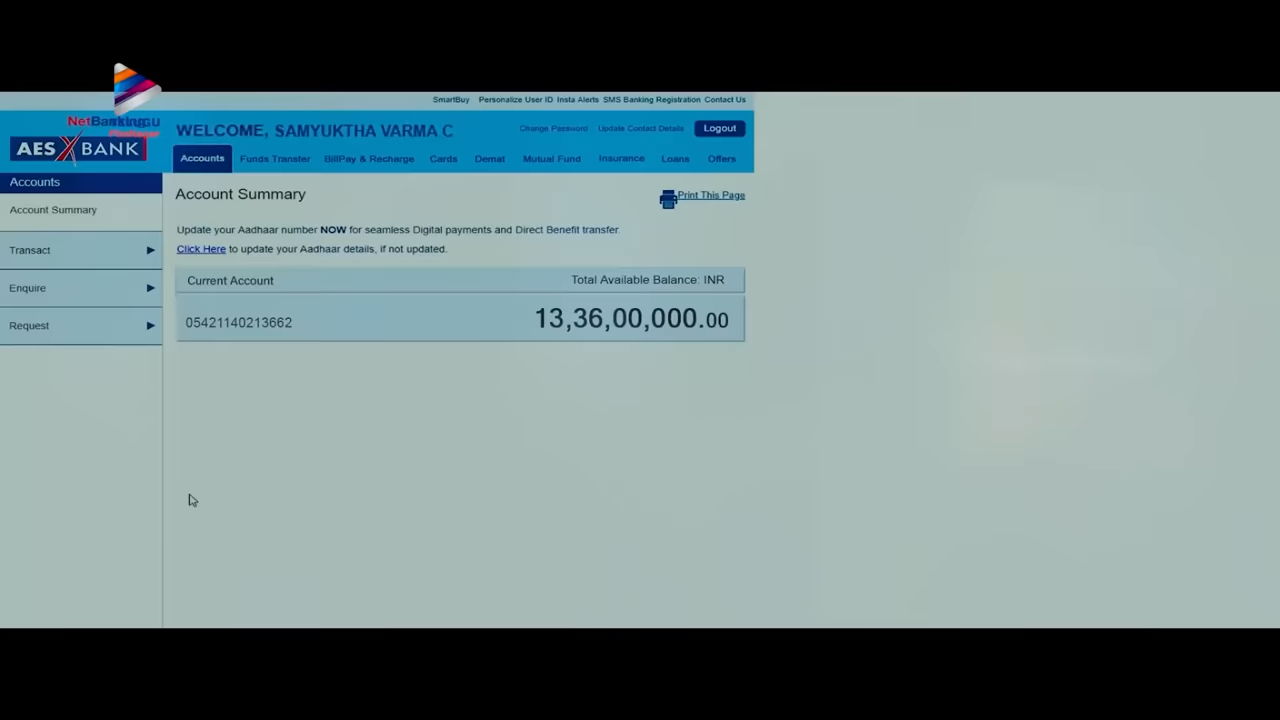 SmartBuy Personalize User ID Insta Alerts SMS Banking Registration Contact Us
NetBanking
AES X BANK
WELCOME, SAMYUKTHA VARMA C
Change Password Update Contact Details Logout
Accounts Funds Transfer BillPay & Recharge Cards Demat Mutual Fund Insurance Loans Offers
Accounts
Account Summary
Transact
Enquire
Request
Account Summary
Print This Page
Update your Aadhaar number NOW for seamless Digital payments and Direct Benefit transfer.
Click Here to update your Aadhaar details, if not updated.
Current Account Total Available Balance: INR
05421140213662 13,36,00,000.00